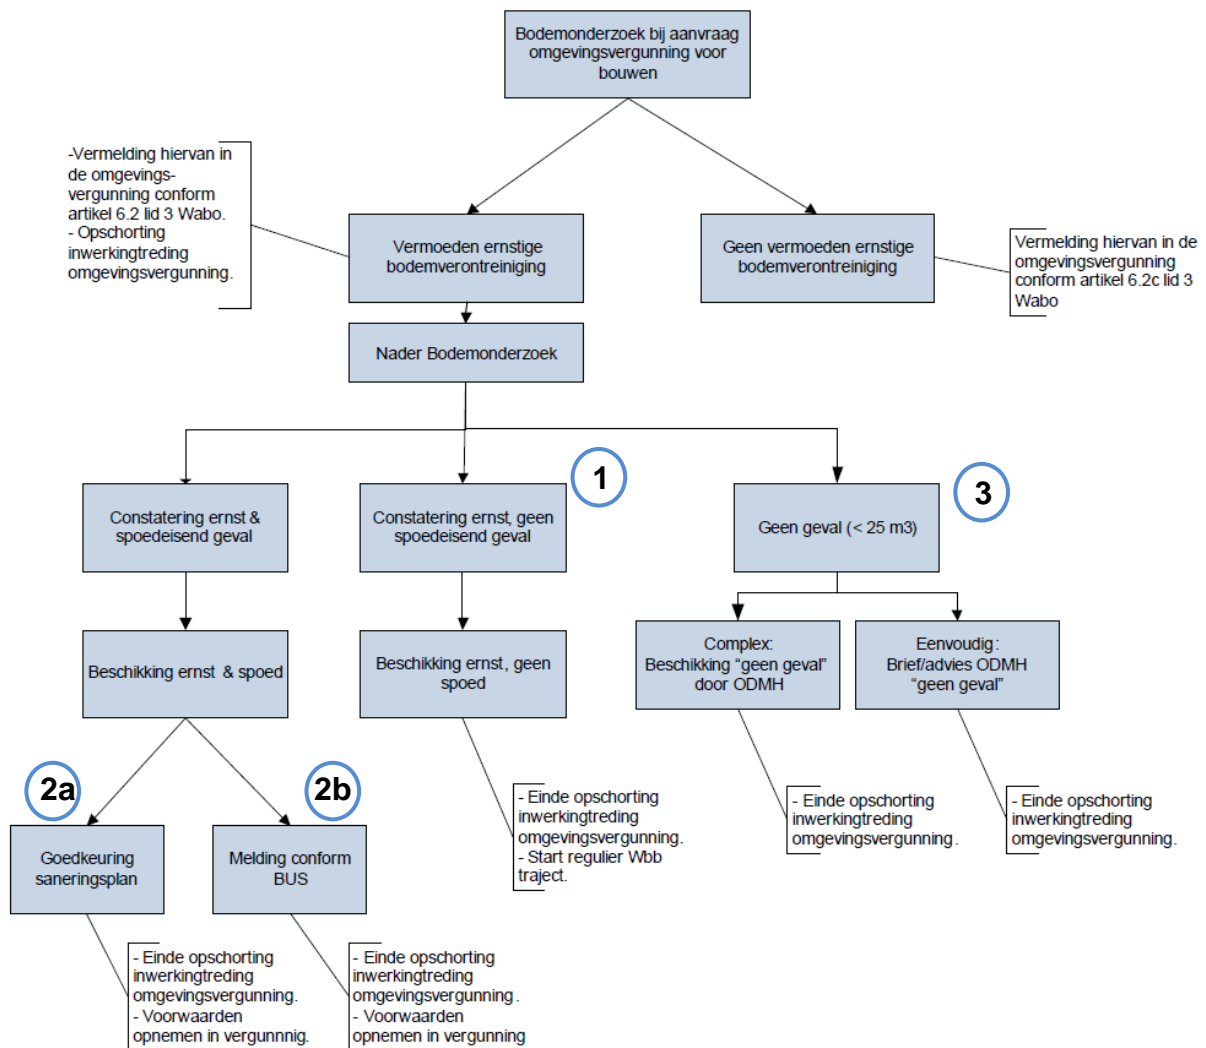 Bodemonderzoek bij aanvraag
omgevingsvergunning voor
bouwen
-Vermelding hiervan in
de omgevings-
vergunning conform
artikel 6.2 lid 3 Wabo.
- Opschorting
inwerkingtreding
omgevingsvergunning.
Vermoeden ernstige
bodemverontreiniging
Geen vermoeden ernstige
bodemverontreiniging
Vermelding hiervan in de
omgevingsvergunning
conform artikel 6.2c lid 3
Wabo
Nader Bodemonderzoek
1
3
Constatering ernst &
spoedeisend geval
Constatering ernst, geen
spoedeisend geval
Geen geval (< 25 m3)
Beschikking ernst & spoed
Beschikking ernst, geen
spoed
Complex:
Beschikking “geen geval”
door ODMH
Eenvoudig:
Brief/advies ODMH
“geen geval”
2a
2b
Goedkeuring
saneringsplan
Melding conform
BUS
- Einde opschorting
inwerkingtreding
omgevingsvergunning.
- Start regulier Wbb
traject.
- Einde opschorting
inwerkingtreding
omgevingsvergunning.
- Einde opschorting
inwerkingtreding
omgevingsvergunning.
- Einde opschorting
inwerkingtreding
omgevingsvergunning.
- Voorwaarden
opnemen in vergunnnig.
- Einde opschorting
inwerkingtreding
omgevingsvergunning.
- Voorwaarden
opnemen in vergunning